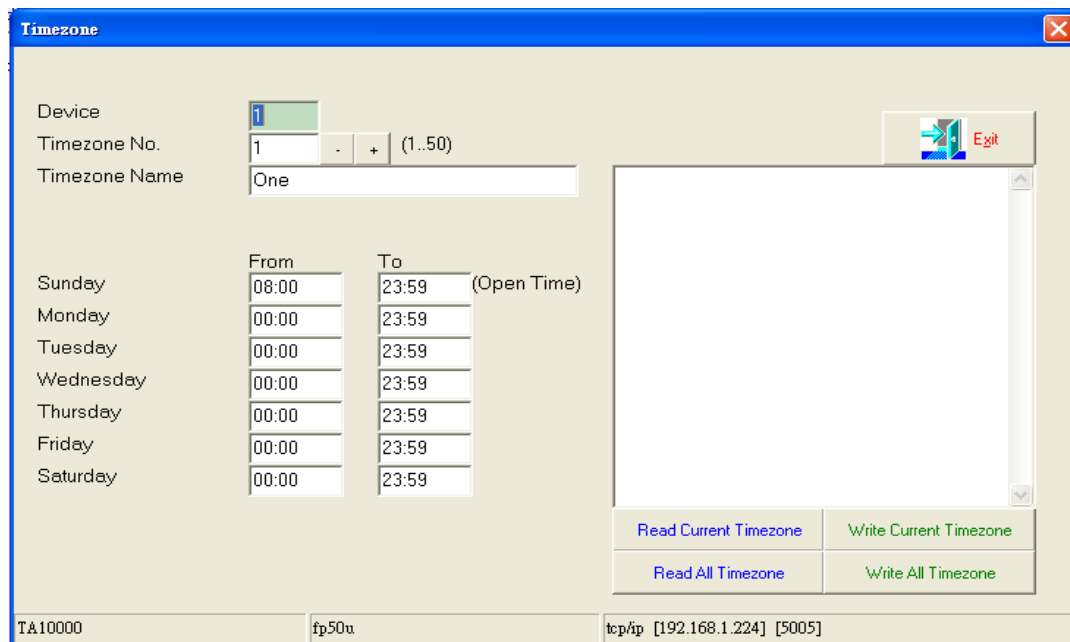 Timezone
Device 1
Timezone No. 1 - + (1..50)
Exit
Timezone Name One
From To
Sunday 08:00 23:59 (Open Time)
Monday 00:00 23:59
Tuesday 00:00 23:59
Wednesday 00:00 23:59
Thursday 00:00 23:59
Friday 00:00 23:59
Saturday 00:00 23:59
Read Current Timezone Write Current Timezone
Read All Timezone Write All Timezone
TA10000 fp50u tcp/ip [192.168.1.224] [5005]